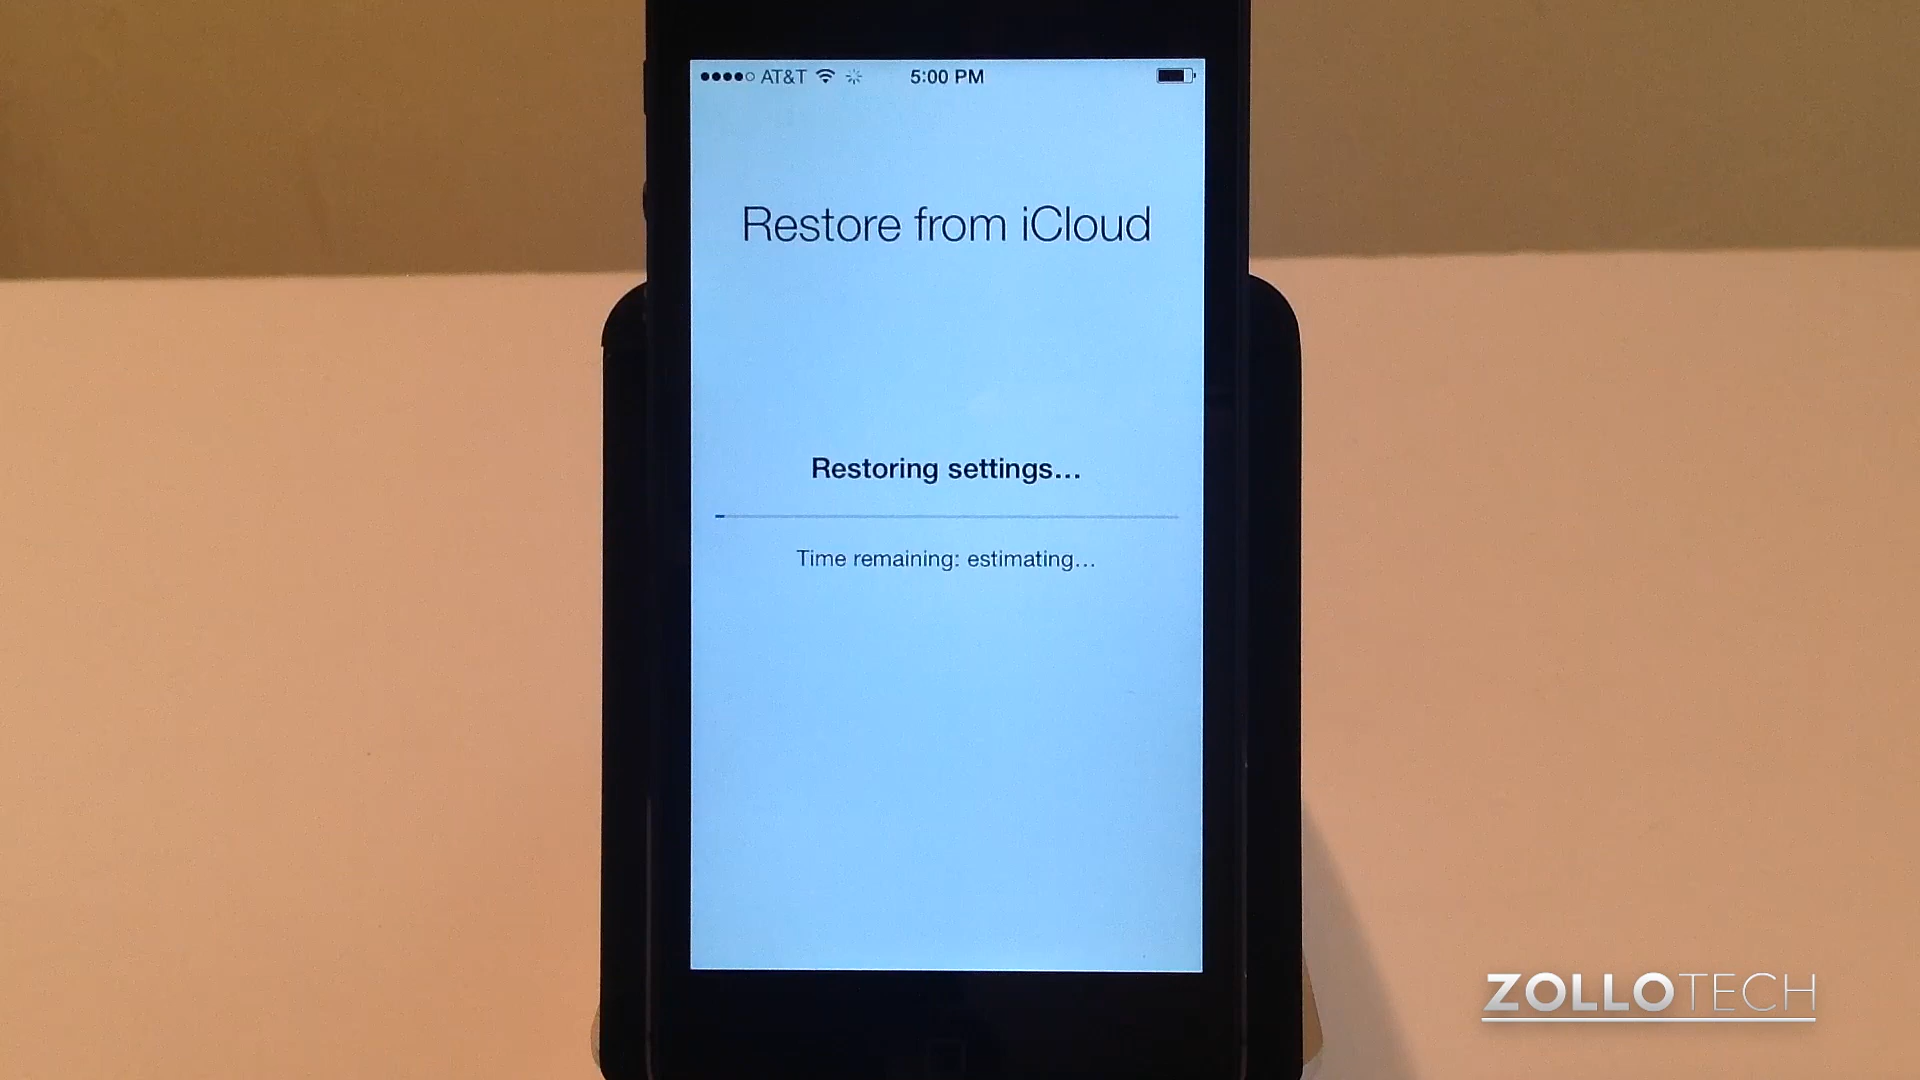 AT&T 5:00 PM
Restore from iCloud
Restoring settings...
Time remaining: estimating...
ZOLLOTECH